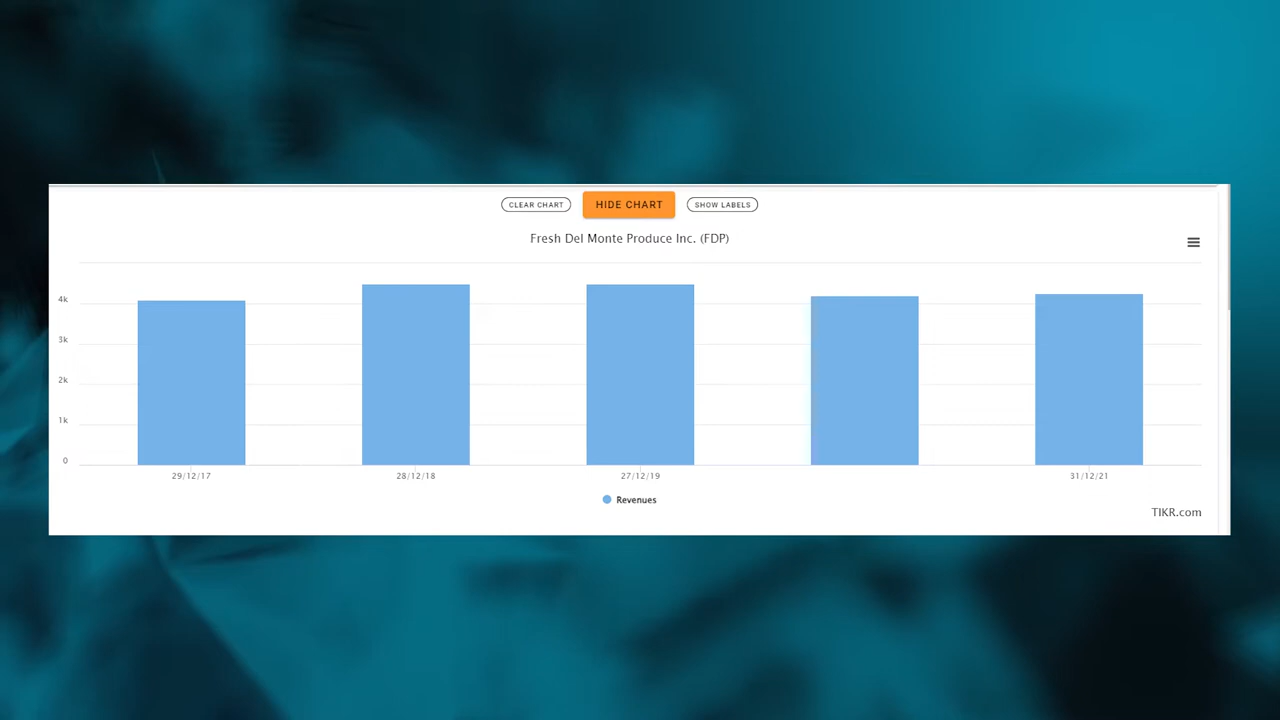 CLEAR CHART HIDE CHART SHOW LABELS
Fresh Del Monte Produce Inc. (FDP)
4k
3k
2k
1k
0
29/12/17 28/12/18 27/12/19 31/12/21
Revenues
TIKR.com